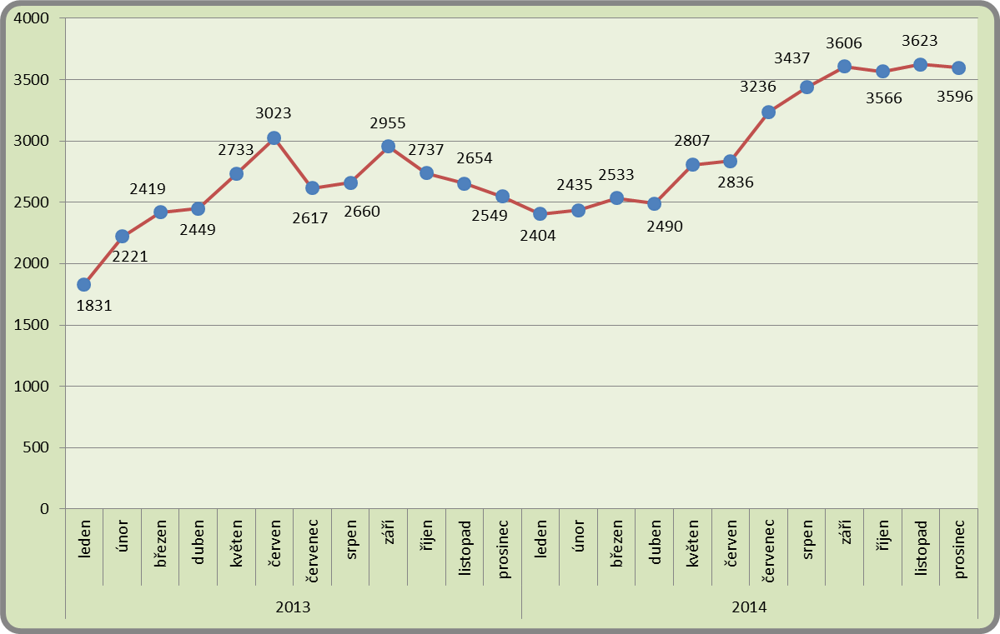 4000
3500
3000
2500
2000
1500
1000
500
0
1831
2221
2419
2449
2733
3023
2617
2660
2955
2737
2654
2549
2404
2435
2533
2490
2807
2836
3236
3437
3606
3566
3623
3596
leden
únor
březen
duben
květen
červen
červenec
srpen
září
říjen
listopad
prosinec
leden
únor
březen
duben
květen
červen
červenec
srpen
září
říjen
listopad
prosinec
2013
2014